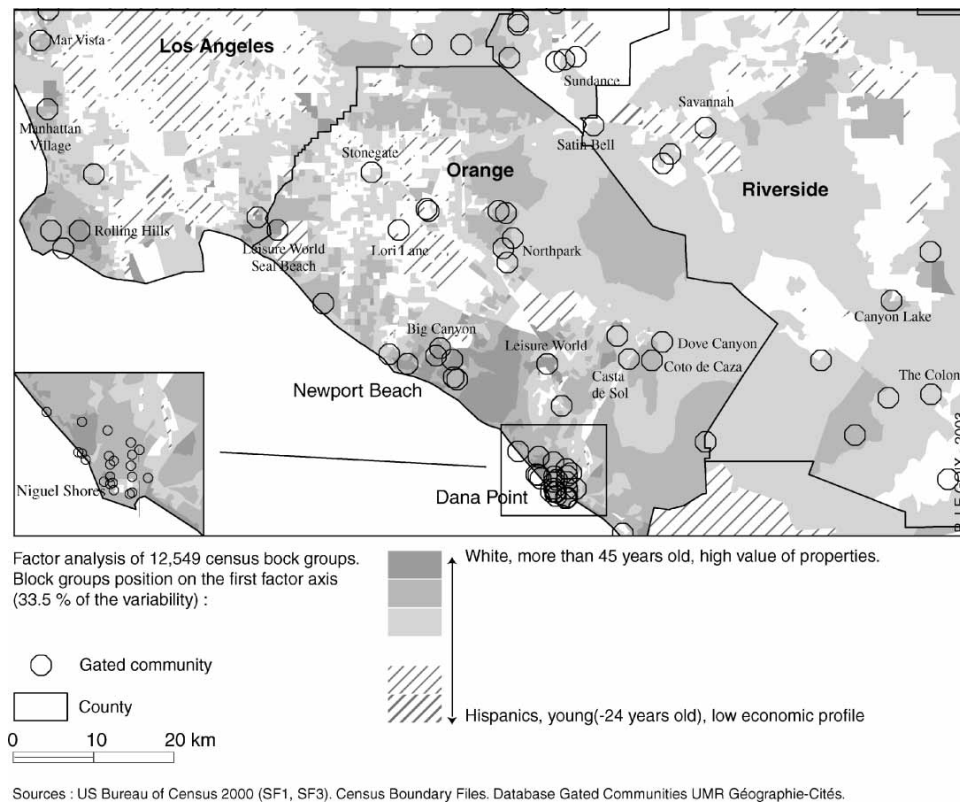 Mar Vista
Los Angeles
Sundance
Manhattan
Village
Savannah
Satin Bell
Stonegate
Orange
Riverside
Rolling Hills
Leisure World
Seal Beach
Lori Lane
Northpark
Canyon Lake
Big Canyon
Leisure World
Dove Canyon
Casta
de Sol
Coto de Caza
The Colon
Newport Beach
Niguel Shores
Dana Point
2003
Factor analysis of 12,549 census bock groups.
Block groups position on the first factor axis
(33.5 % of the variability) :
White, more than 45 years old, high value of properties.
Gated community
County
Hispanics, young(-24 years old), low economic profile
0 10 20 km
Sources : US Bureau of Census 2000 (SF1, SF3). Census Boundary Files. Database Gated Communities UMR Géographie-Cités.